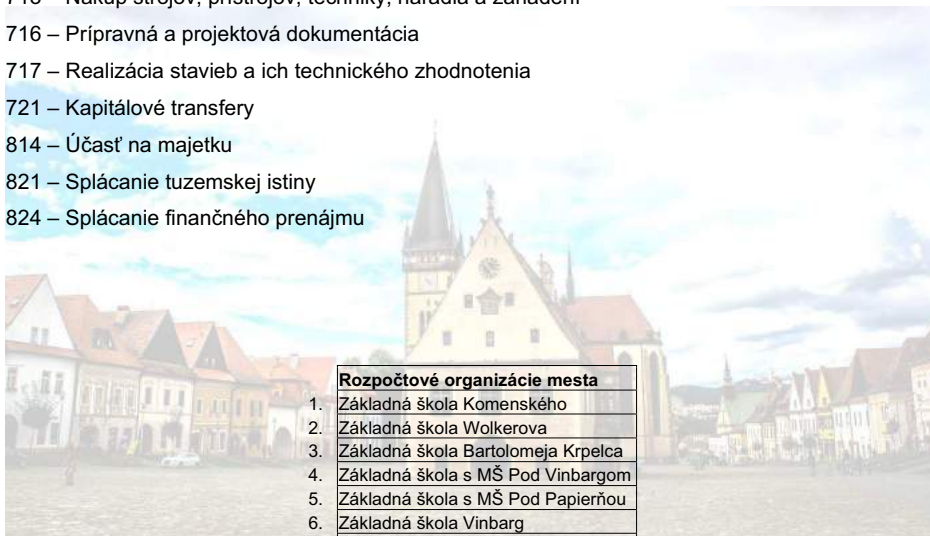 716 – Prípravná a projektová dokumentácia
717 – Realizácia stavieb a ich technického zhodnotenia
721 – Kapitálové transfery
814 – Účasť na majetku
821 – Splácanie tuzemskej istiny
824 – Splácanie finančného prenájmu
Rozpočtové organizácie mesta
1. Základná škola Komenského
2. Základná škola Wolkerova
3. Základná škola Bartolomeja Krpelca
4. Základná škola s MŠ Pod Vinbargom
5. Základná škola s MŠ Pod Papierňou
6. Základná škola Vinbarg